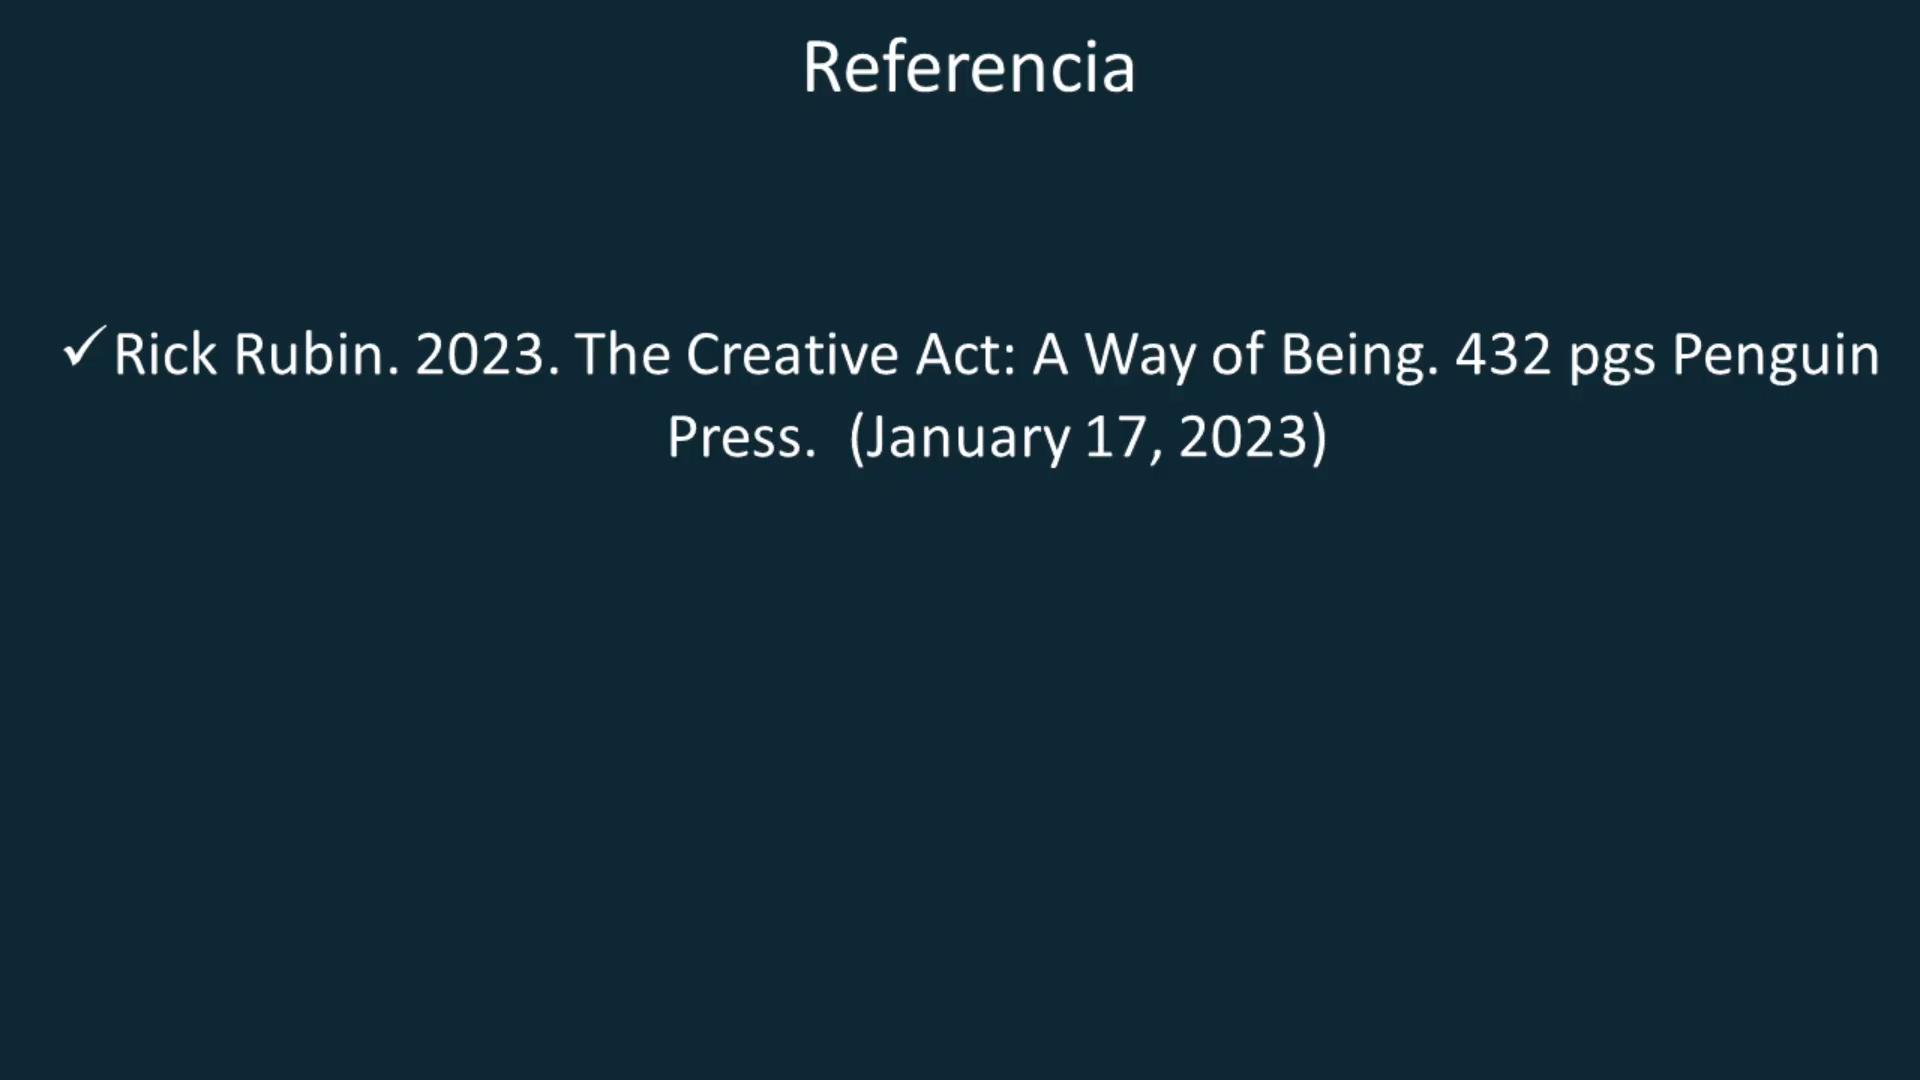 Referencia
✓Rick Rubin. 2023. The Creative Act: A Way of Being. 432 pgs Penguin
Press.  (January 17, 2023)